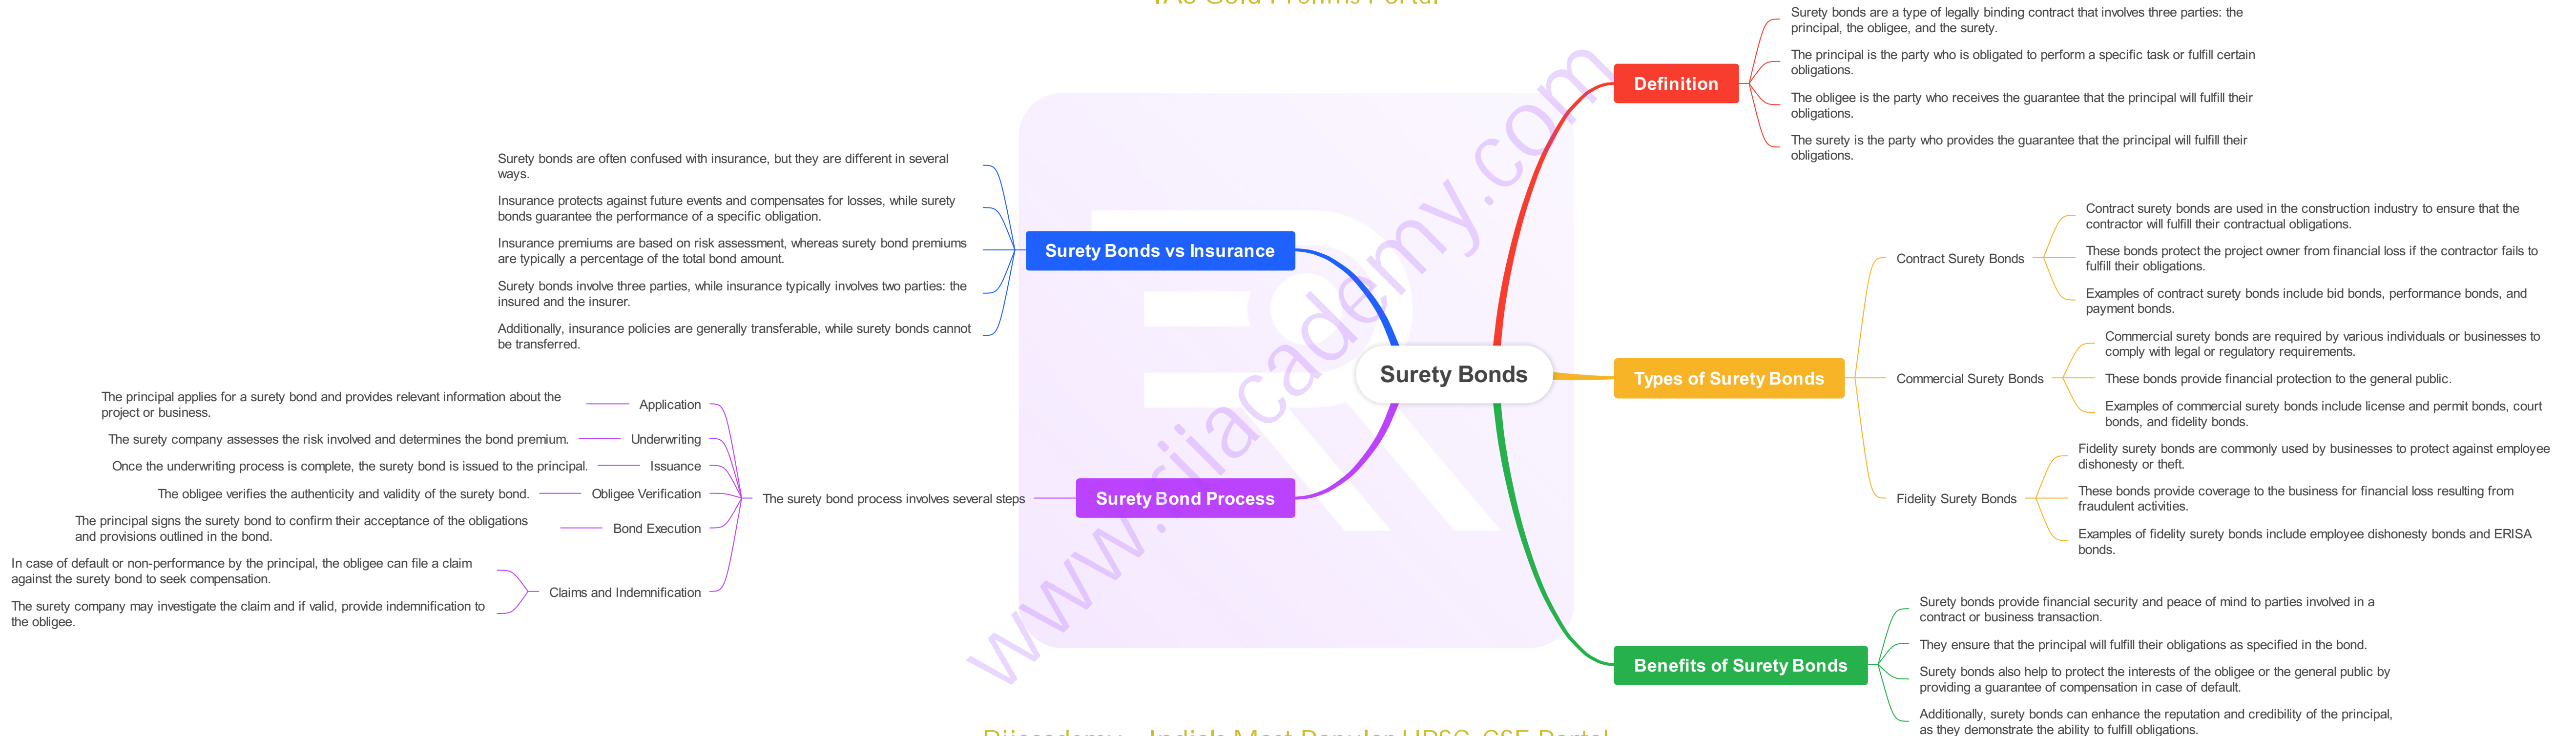 Surety Bonds
Definition
Surety bonds are a type of legally binding contract that involves three parties: the
principal, the obligee, and the surety.
The principal is the party who is obligated to perform a specific task or fulfill certain
obligations.
The obligee is the party who receives the guarantee that the principal will fulfill their
obligations.
The surety is the party who provides the guarantee that the principal will fulfill their
obligations.
Types of Surety Bonds
Contract Surety Bonds
Contract surety bonds are used in the construction industry to ensure that the
contractor will fulfill their contractual obligations.
These bonds protect the project owner from financial loss if the contractor fails to
fulfill their obligations.
Examples of contract surety bonds include bid bonds, performance bonds, and
payment bonds.
Commercial Surety Bonds
Commercial surety bonds are required by various individuals or businesses to
comply with legal or regulatory requirements.
These bonds provide financial protection to the general public.
Examples of commercial surety bonds include license and permit bonds, court
bonds, and fidelity bonds.
Fidelity Surety Bonds
Fidelity surety bonds are commonly used by businesses to protect against employee
dishonesty or theft.
These bonds provide coverage to the business for financial loss resulting from
fraudulent activities.
Examples of fidelity surety bonds include employee dishonesty bonds and ERISA
bonds.
Benefits of Surety Bonds
Surety bonds provide financial security and peace of mind to parties involved in a
contract or business transaction.
They ensure that the principal will fulfill their obligations as specified in the bond.
Surety bonds also help to protect the interests of the obligee or the general public by
providing a guarantee of compensation in case of default.
Additionally, surety bonds can enhance the reputation and credibility of the principal,
as they demonstrate the ability to fulfill obligations.
Surety Bonds vs Insurance
Surety bonds are often confused with insurance, but they are different in several
ways.
Insurance protects against future events and compensates for losses, while surety
bonds guarantee the performance of a specific obligation.
Insurance premiums are based on risk assessment, whereas surety bond premiums
are typically a percentage of the total bond amount.
Surety bonds involve three parties, while insurance typically involves two parties: the
insured and the insurer.
Additionally, insurance policies are generally transferable, while surety bonds cannot
be transferred.
Surety Bond Process
The surety bond process involves several steps
Application
The principal applies for a surety bond and provides relevant information about the
project or business.
Underwriting
The surety company assesses the risk involved and determines the bond premium.
Issuance
Once the underwriting process is complete, the surety bond is issued to the principal.
Obligee Verification
The obligee verifies the authenticity and validity of the surety bond.
Bond Execution
The principal signs the surety bond to confirm their acceptance of the obligations
and provisions outlined in the bond.
Claims and Indemnification
In case of default or non-performance by the principal, the obligee can file a claim
against the surety bond to seek compensation.
The surety company may investigate the claim and if valid, provide indemnification to
the obligee.
www.rijiacademy.com
Portal
India's Most Popular UPSC CSE Portal